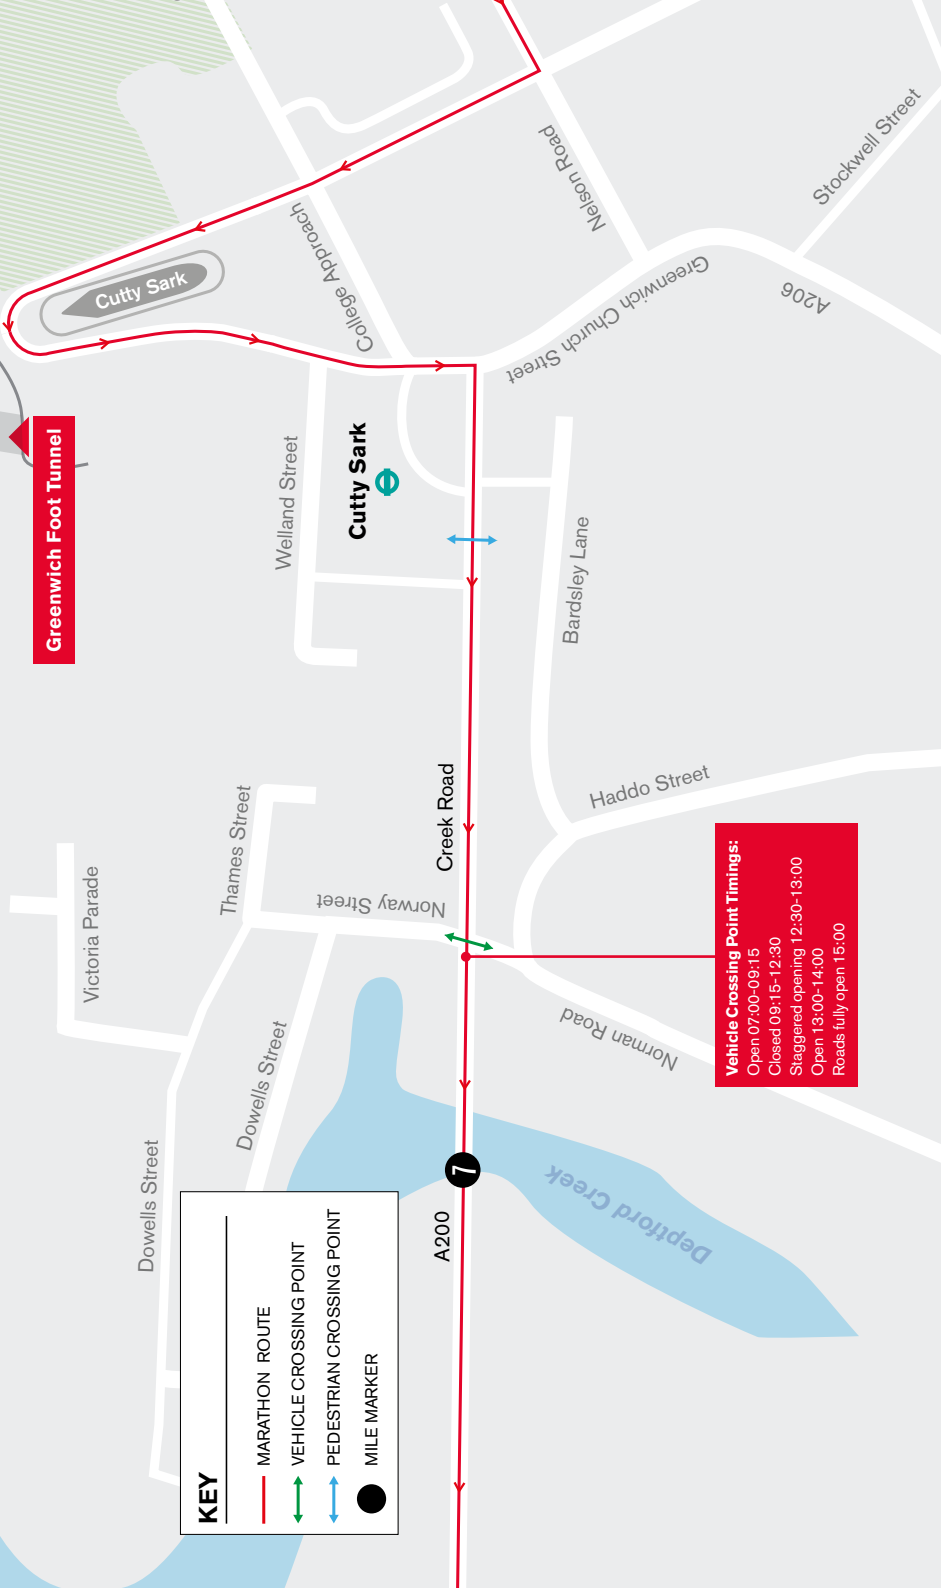 Greenwich Foot Tunnel
Cutty Sark
College Approach
Nelson Road
Stockwell Street
Greenwich Church Street
A206
Welland Street
Cutty Sark
Bardsley Lane
Creek Road
Haddo Street
Thames Street
Norway Street
Victoria Parade
Dowells Street
Dowells Street
Norman Road
Vehicle Crossing Point Timings:
Open 07:00-09:15
Closed 09:15-12:30
Staggered opening 12:30-13:00
Open 13:00-14:00
Roads fully open 15:00
7
A200
Deptford Creek
KEY
MARATHON ROUTE
VEHICLE CROSSING POINT
PEDESTRIAN CROSSING POINT
MILE MARKER